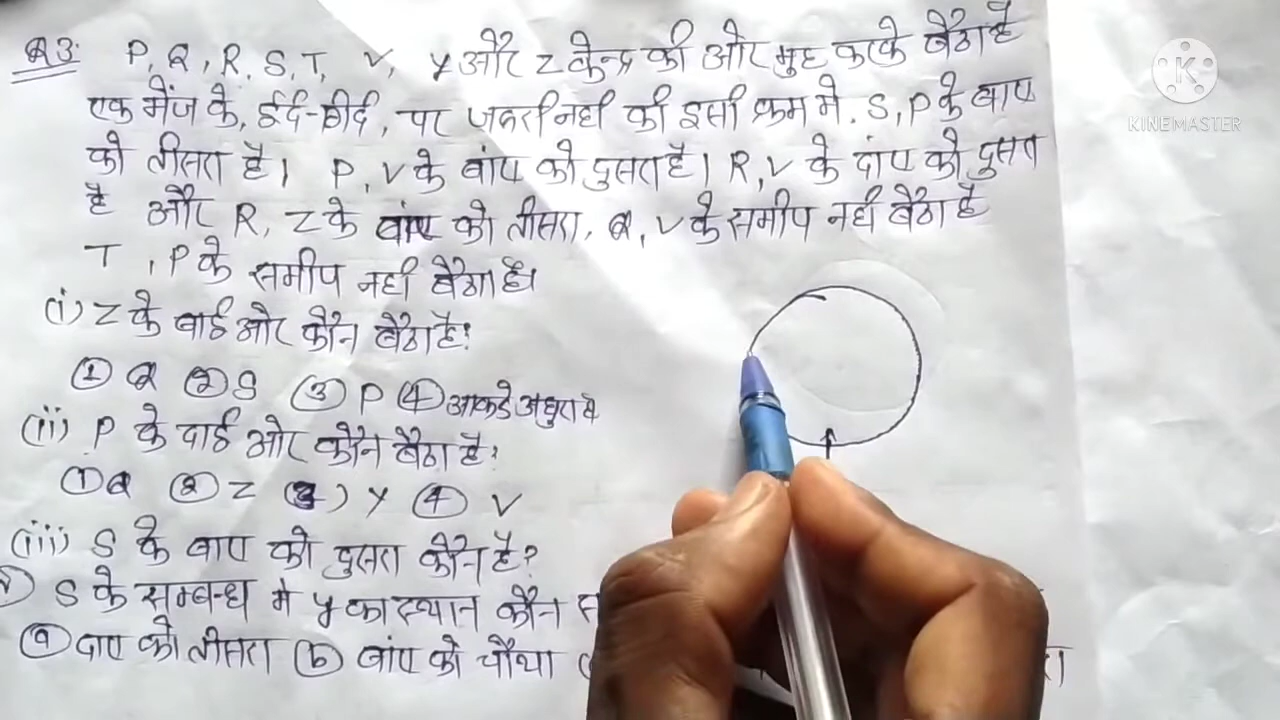 Q3. P, Q, R, S, T, V, Y और Z केन्द्र की ओर मुह करके बैठा है
एक मेंज के, ईर्द-बीर्द, पर जरुरी नही की इसी क्रम मे. S, P के बाए
को तीसरा है। P, V के बांए को दुसरा है। R, V के दांए को दुसरा
है और R, Z के बांए को तीसरा, Q, V के समीप नही बैठा है
T, P के समीप नही बैठा है।
(i) Z के बाई ओर कौन बैठा है?
① Q ② S ③ P ④ आकडे अधुरा है
(ii) P के दाई ओर कौन बैठा है?
① Q ② Z ③ Y ④ V
(iii) S के बाए को दुसरा कौन है?
S के सम्बन्ध मे Y का स्थान कौन
ⓐ दाए को तीसरा ⓑ बांए को चौथा
K
KINEMASTER